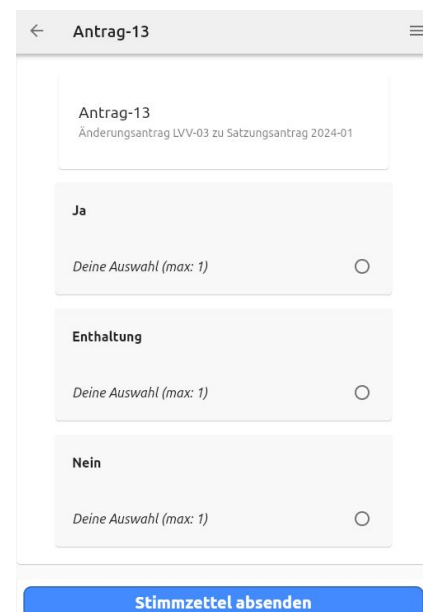 Antrag-13
Antrag-13
Änderungsantrag LVV-03 zu Satzungsantrag 2024-01
Ja
Deine Auswahl (max: 1)
Enthaltung
Deine Auswahl (max: 1)
Nein
Deine Auswahl (max: 1)
Stimmzettel absenden